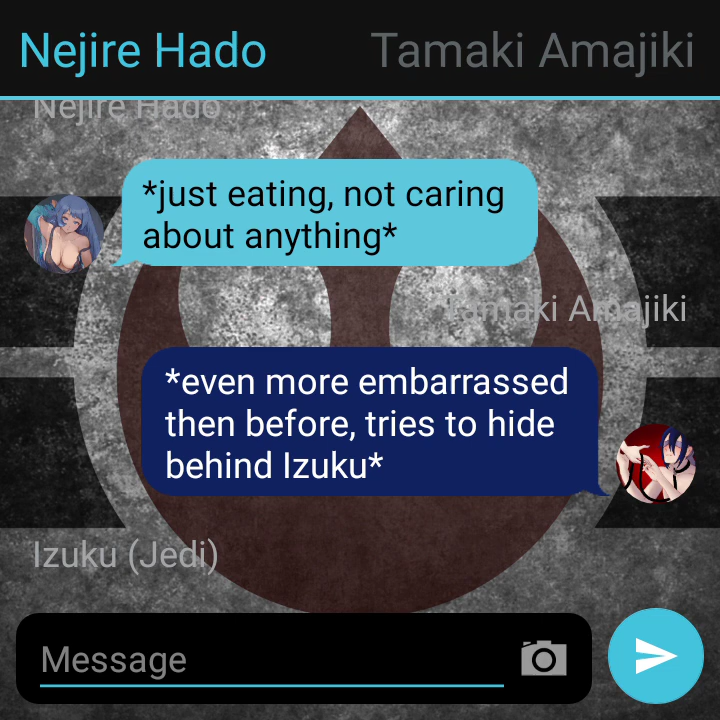 Nejire Hado Tamaki Amajiki
Nejire Hado
*just eating, not caring
about anything*
Tamaki Amajiki
*even more embarrassed
then before, tries to hide
behind Izuku*
Izuku (Jedi)
Message